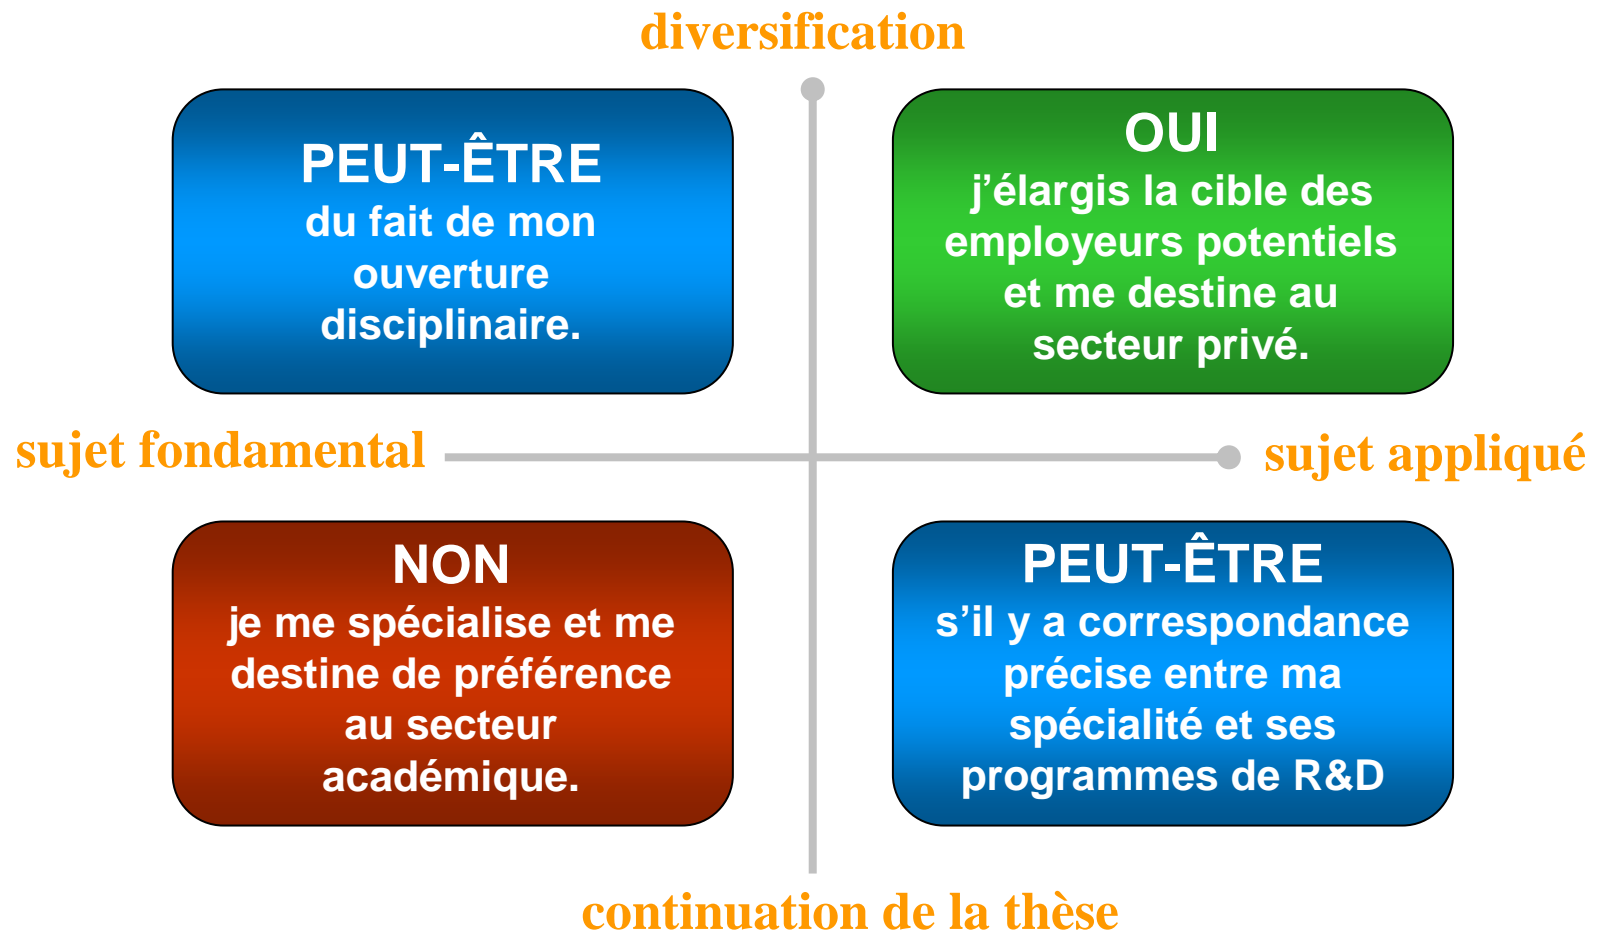 diversification
PEUT-ÊTRE
du fait de mon
ouverture
disciplinaire.
OUI
j’élargis la cible des
employeurs potentiels
et me destine au
secteur privé.
sujet fondamental
sujet appliqué
NON
je me spécialise et me
destine de préférence
au secteur
académique.
PEUT-ÊTRE
s’il y a correspondance
précise entre ma
spécialité et ses
programmes de R&D
continuation de la thèse